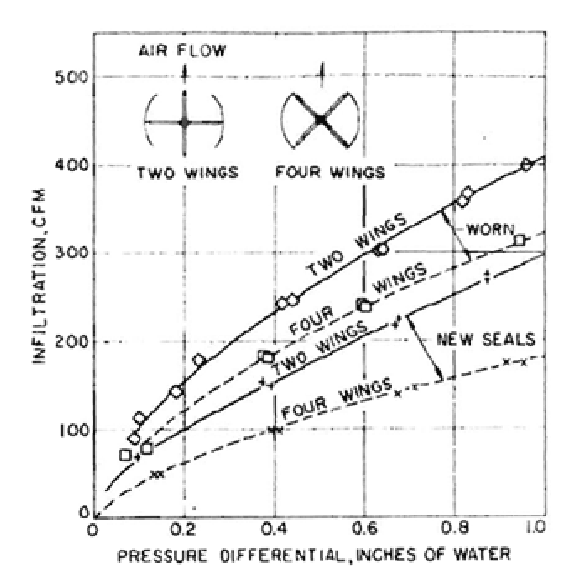 AIR FLOW
TWO WINGS
FOUR WINGS
500
400
300
200
100
0
INFILTRATION, CFM
TWO WINGS
WORN
FOUR WINGS
TWO WINGS
NEW SEALS
FOUR WINGS
0 0.2 0.4 0.6 0.8 1.0
PRESSURE DIFFERENTIAL, INCHES OF WATER